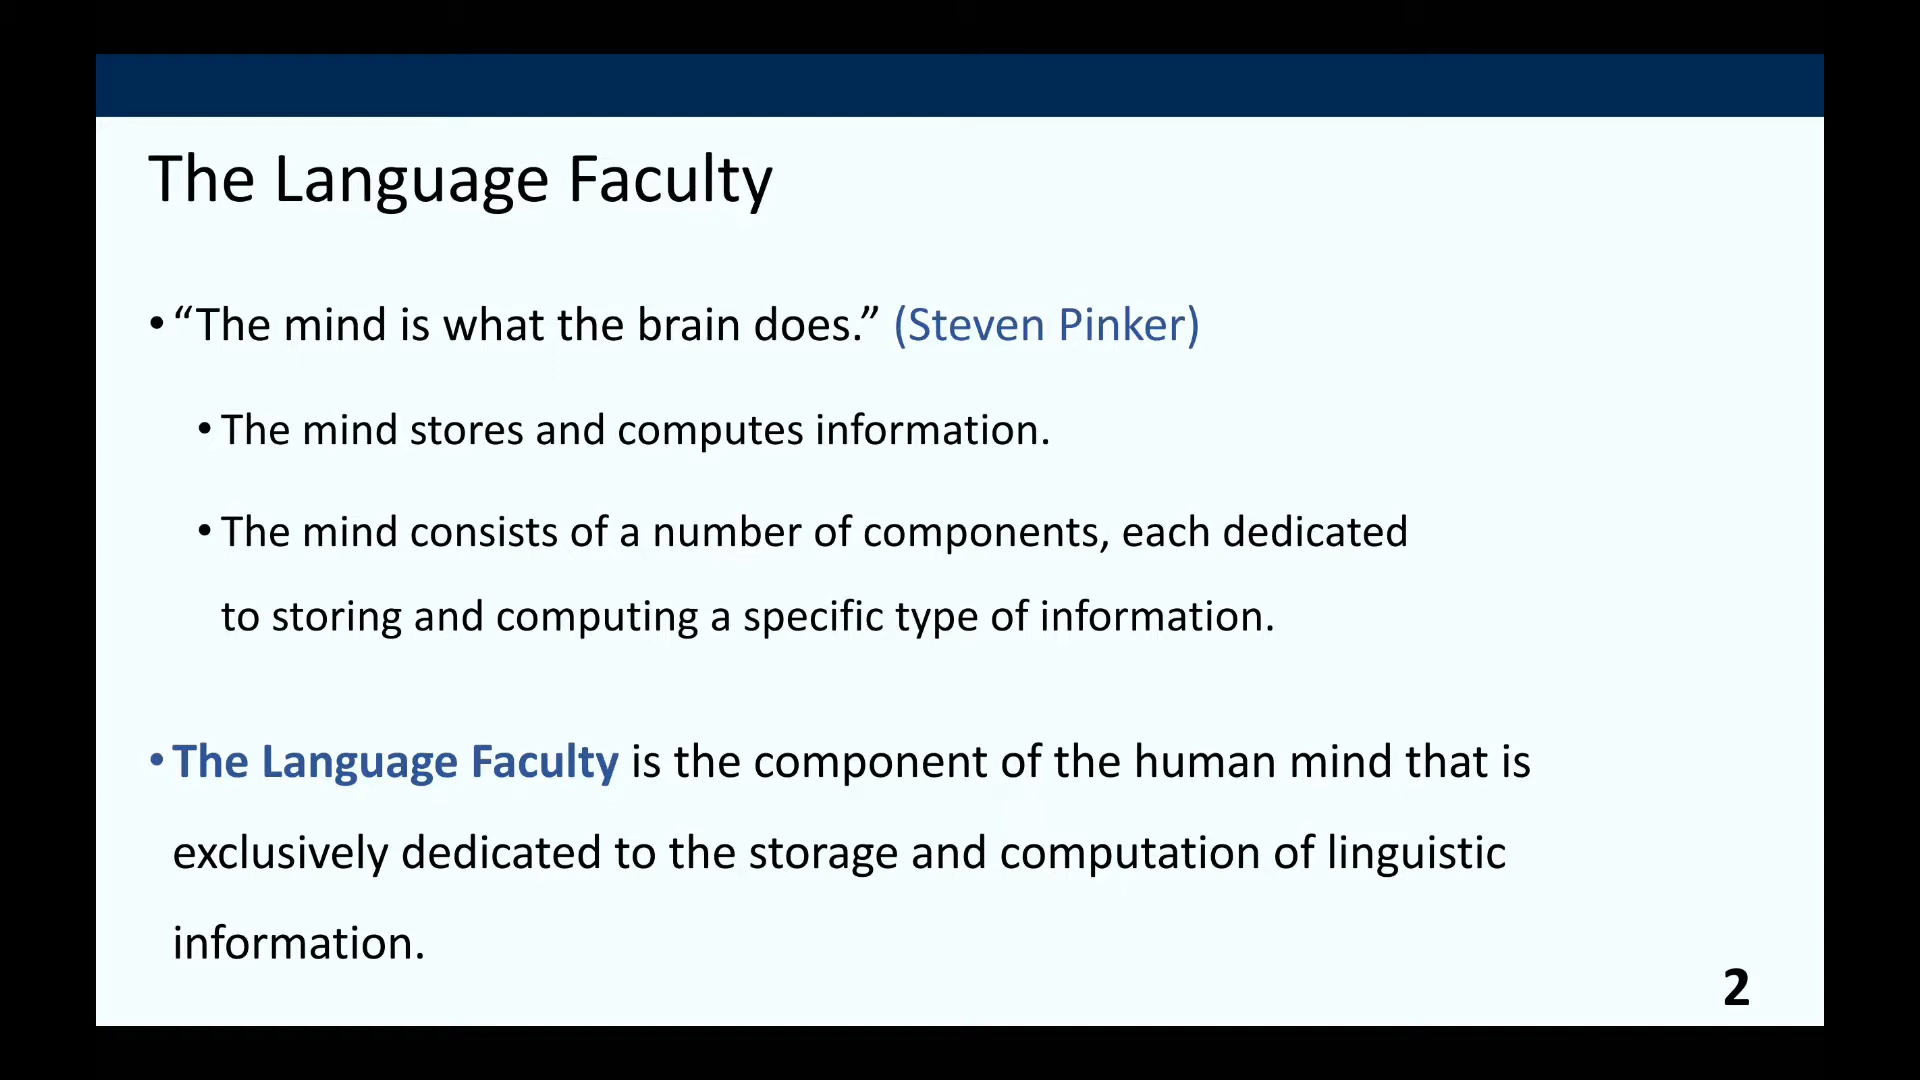 The Language Faculty
• “The mind is what the brain does.” (Steven Pinker)
• The mind stores and computes information.
• The mind consists of a number of components, each dedicated
to storing and computing a specific type of information.
• The Language Faculty is the component of the human mind that is
exclusively dedicated to the storage and computation of linguistic
information.
2